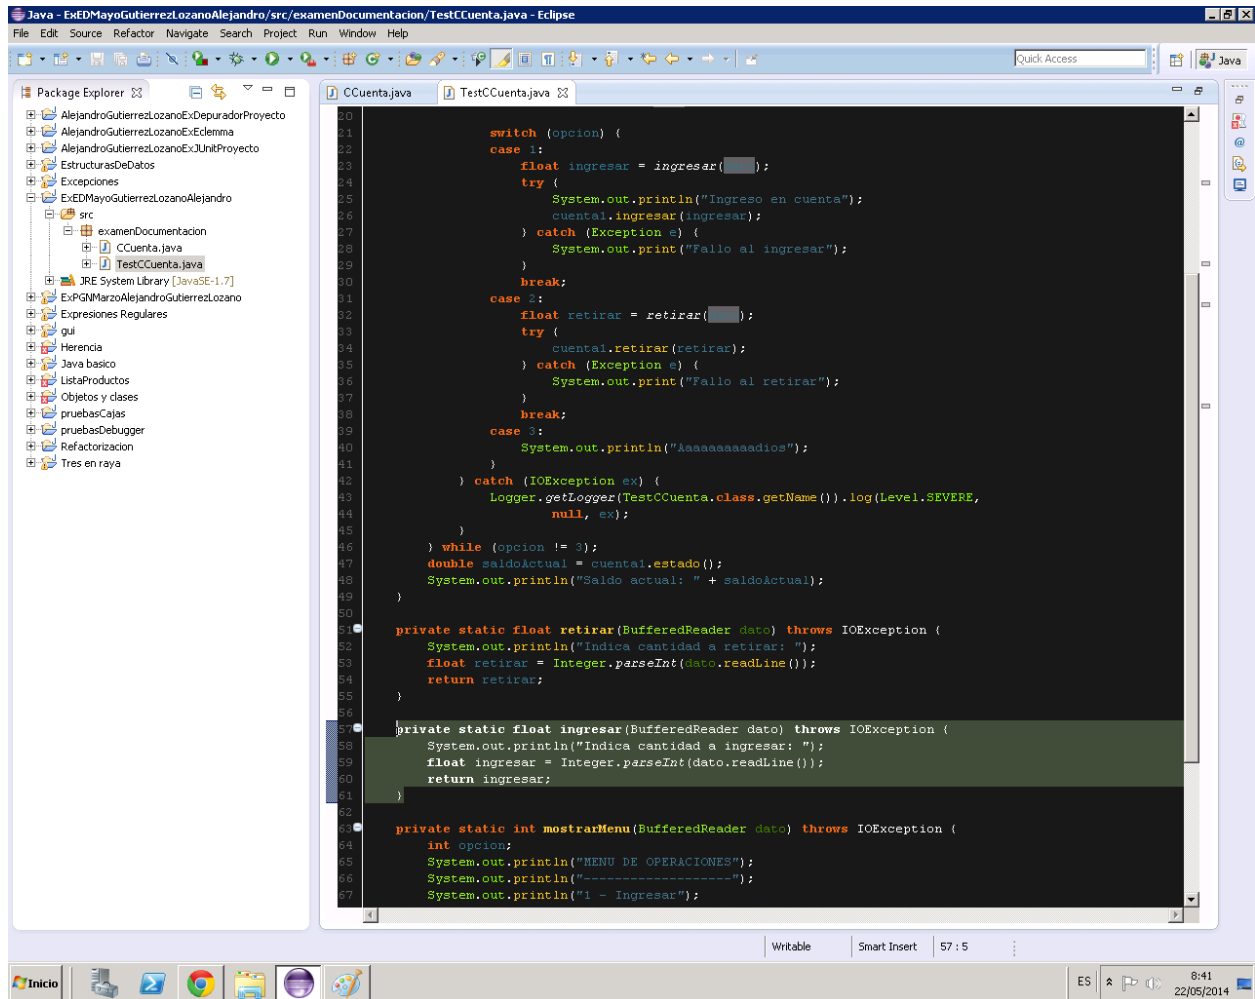 Java - ExEDMayoGutierrezLozanoAlejandro/src/examenDocumentacion/TestCCuenta.java - Eclipse
File Edit Source Refactor Navigate Search Project Run Window Help
Quick Access
Java
Package Explorer
AlejandroGutierrezLozanoExDepuradorProyecto
AlejandroGutierrezLozanoExEclemma
AlejandroGutierrezLozanoExJUnitProyecto
EstructurasDeDatos
Excepciones
ExEDMayoGutierrezLozanoAlejandro
src
examenDocumentacion
CCuenta.java
TestCCuenta.java
JRE System Library [JavaSE-1.7]
ExPGNMarzoAlejandroGutierrezLozano
Expresiones Regulares
gui
Herencia
Java basico
ListaProductos
Objetos y clases
pruebasCajas
pruebasDebugger
Refactorizacion
Tres en raya
CCuenta.java TestCCuenta.java
20
21 switch (opcion) {
22 case 1:
23 float ingresar = ingresar( );
24 try {
25 System.out.println("Ingreso en cuenta");
26 cuenta1.ingresar(ingresar);
27 } catch (Exception e) {
28 System.out.print("Fallo al ingresar");
29 }
30 break;
31 case 2:
32 float retirar = retirar( );
33 try {
34 cuenta1.retirar(retirar);
35 } catch (Exception e) {
36 System.out.print("Fallo al retirar");
37 }
38 break;
39 case 3:
40 System.out.println("Aaaaaaaaaadios");
41 }
42 } catch (IOException ex) {
43 Logger.getLogger(TestCCuenta.class.getName()).log(Level.SEVERE,
44 null, ex);
45 }
46 } while (opcion != 3);
47 double saldoActual = cuenta1.estado();
48 System.out.println("Saldo actual: " + saldoActual);
49 }
50
51 private static float retirar(BufferedReader dato) throws IOException {
52 System.out.println("Indica cantidad a retirar: ");
53 float retirar = Integer.parseInt(dato.readLine());
54 return retirar;
55 }
56
57 private static float ingresar(BufferedReader dato) throws IOException {
58 System.out.println("Indica cantidad a ingresar: ");
59 float ingresar = Integer.parseInt(dato.readLine());
60 return ingresar;
61 }
62
63 private static int mostrarMenu(BufferedReader dato) throws IOException {
64 int opcion;
65 System.out.println("MENU DE OPERACIONES");
66 System.out.println("-------------------");
67 System.out.println("1 - Ingresar");
Writable Smart Insert 57 : 5
Inicio
ES 8:41
22/05/2014